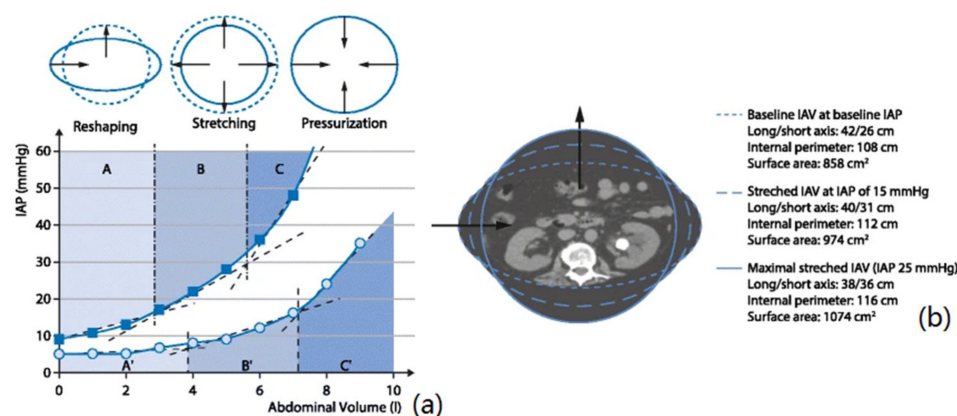 Reshaping
Stretching
Pressurization
IAP (mmHg)
60
50
40
30
20
10
0
A
B
C
A'
B'
C'
0
2
4
6
8
10
Abdominal Volume (l)
(a)
Baseline IAV at baseline IAP
Long/short axis: 42/26 cm
Internal perimeter: 108 cm
Surface area: 858 cm²
Streched IAV at IAP of 15 mmHg
Long/short axis: 40/31 cm
Internal perimeter: 112 cm
Surface area: 974 cm²
Maximal streched IAV (IAP 25 mmHg)
Long/short axis: 38/36 cm
Internal perimeter: 116 cm
Surface area: 1074 cm²
(b)